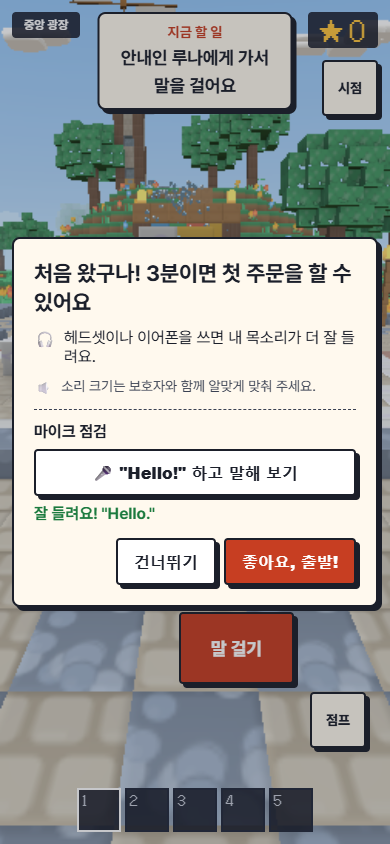 중앙 광장
지금 할 일
안내인 루나에게 가서
말을 걸어요
0
시점
처음 왔구나! 3분이면 첫 주문을 할 수
있어요
헤드셋이나 이어폰을 쓰면 내 목소리가 더 잘 들
려요.
소리 크기는 보호자와 함께 알맞게 맞춰 주세요.
마이크 점검
"Hello!" 하고 말해 보기
잘 들려요! "Hello."
건너뛰기
좋아요, 출발!
말 걸기
점프
1 2 3 4 5